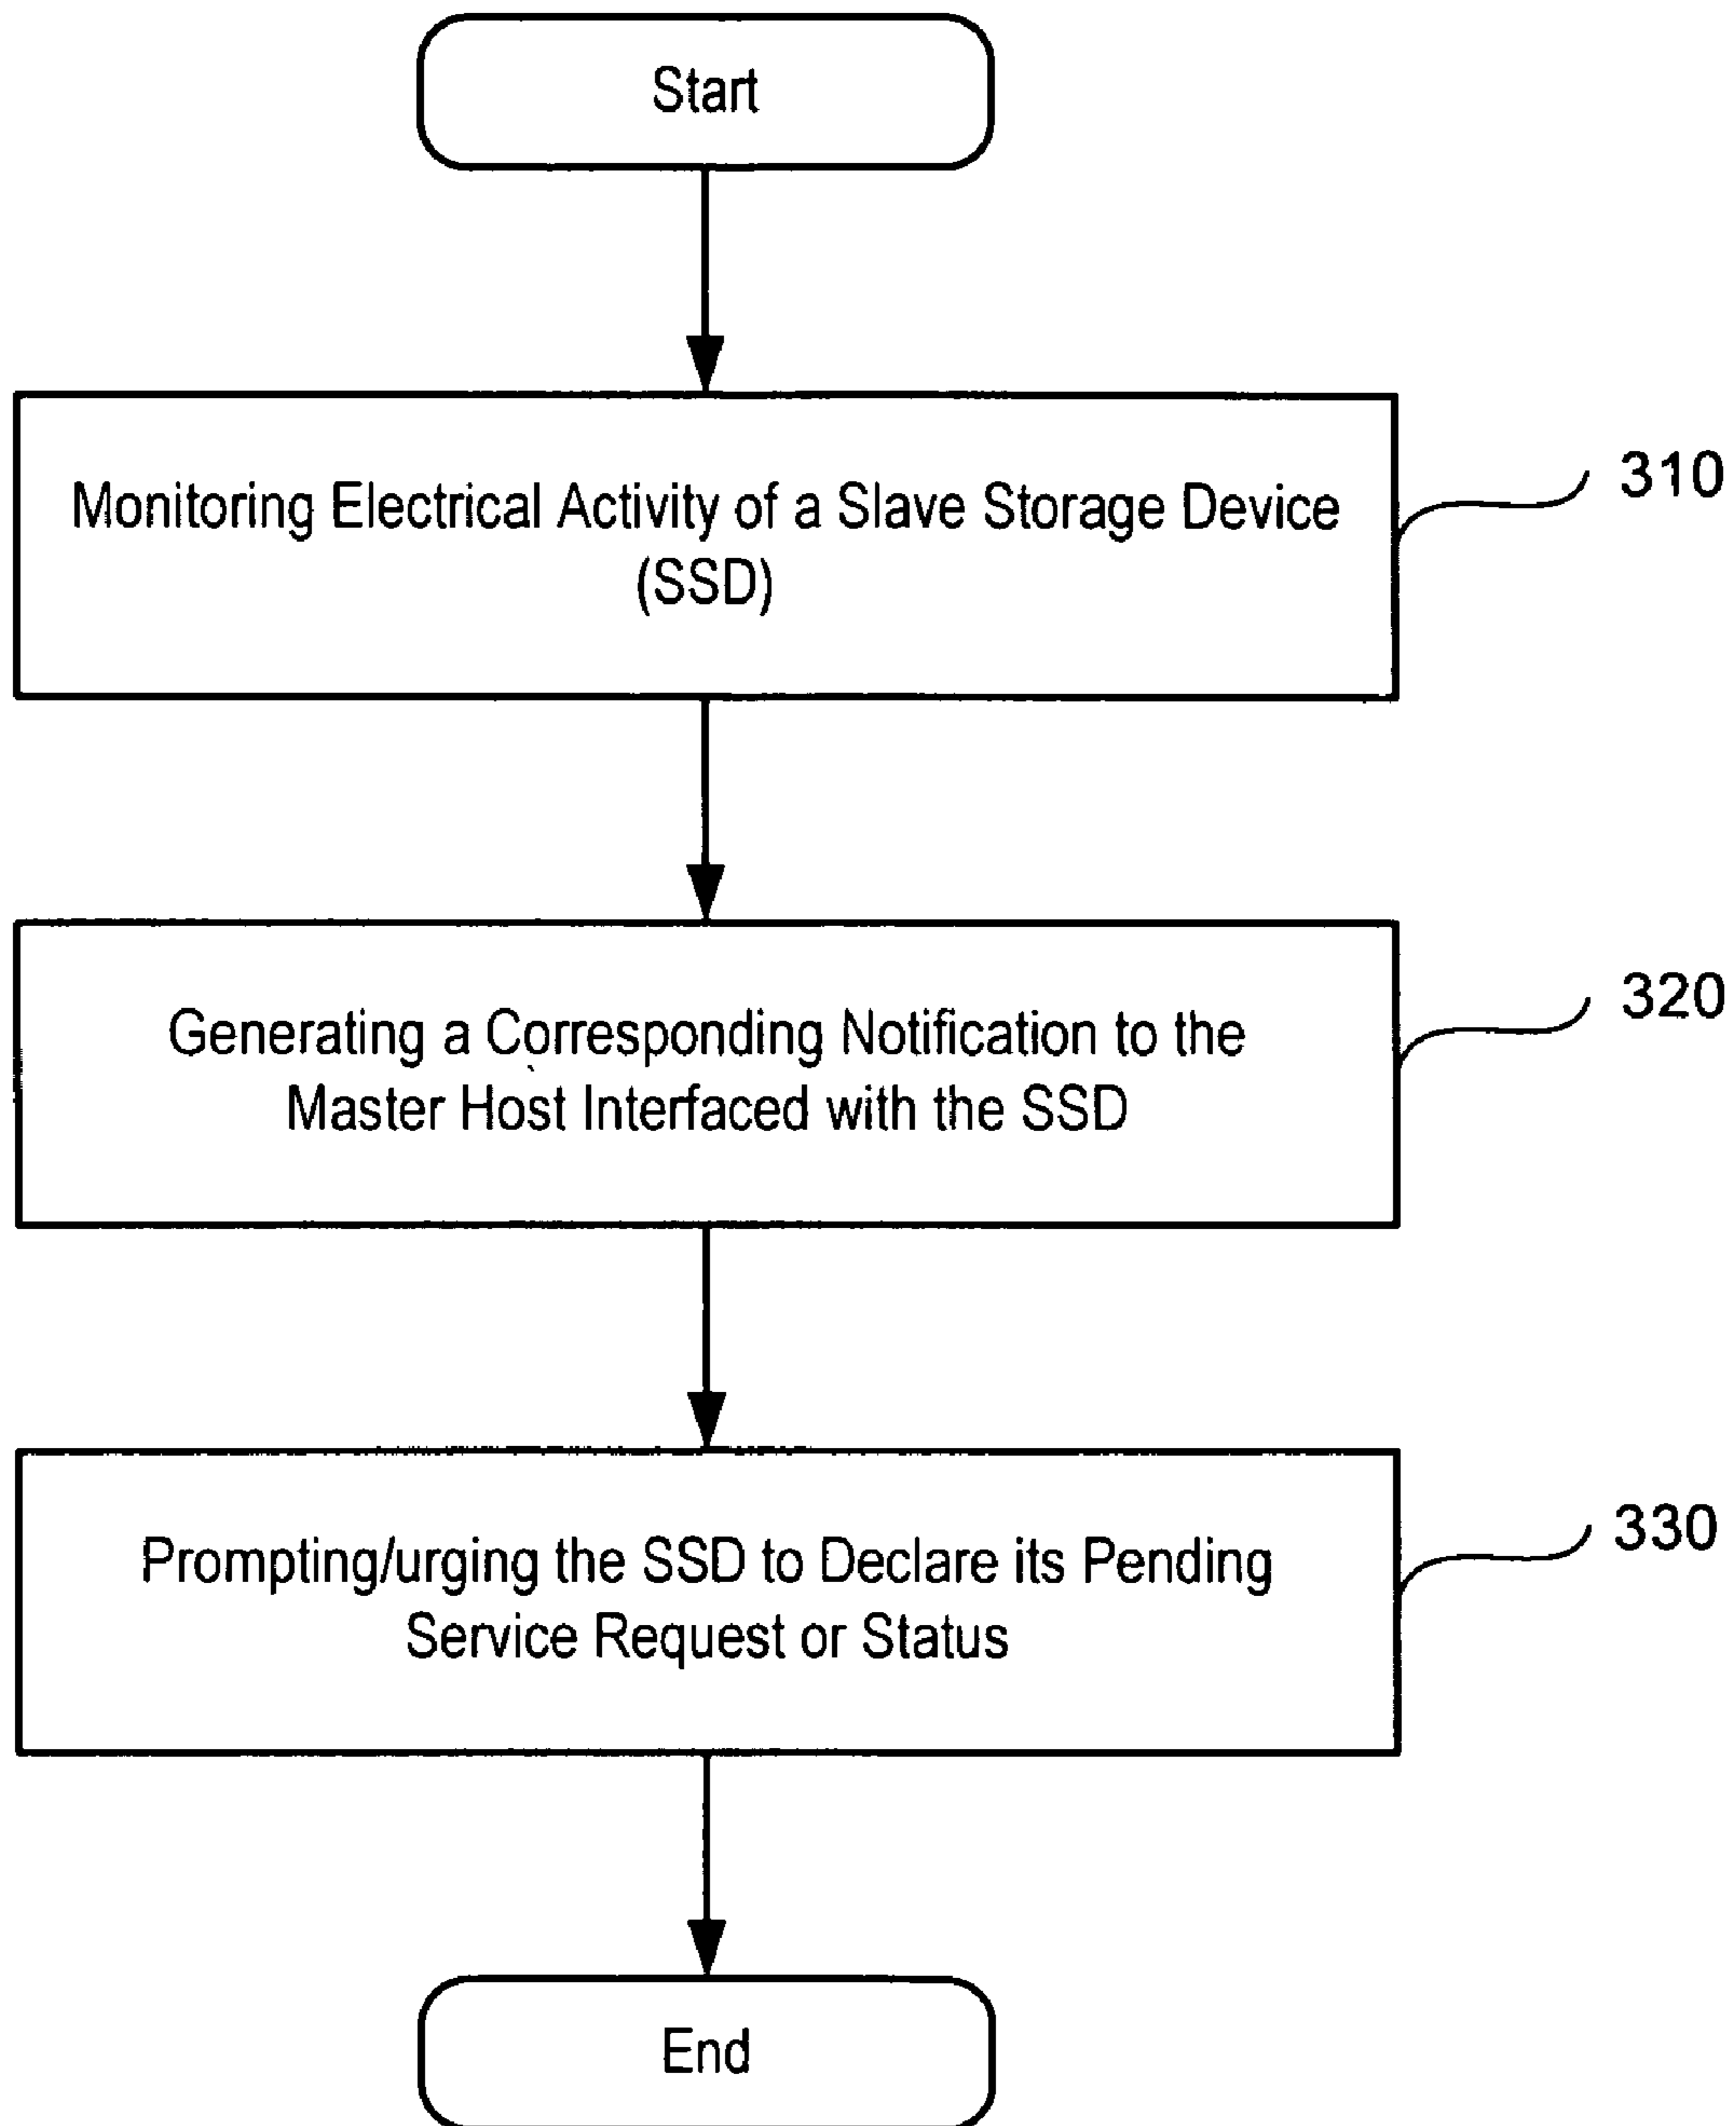 Start
Monitoring Electrical Activity of a Slave Storage Device
(SSD)
310
Generating a Corresponding Notification to the
Master Host Interfaced with the SSD
320
Prompting/urging the SSD to Declare its Pending
Service Request or Status
330
End